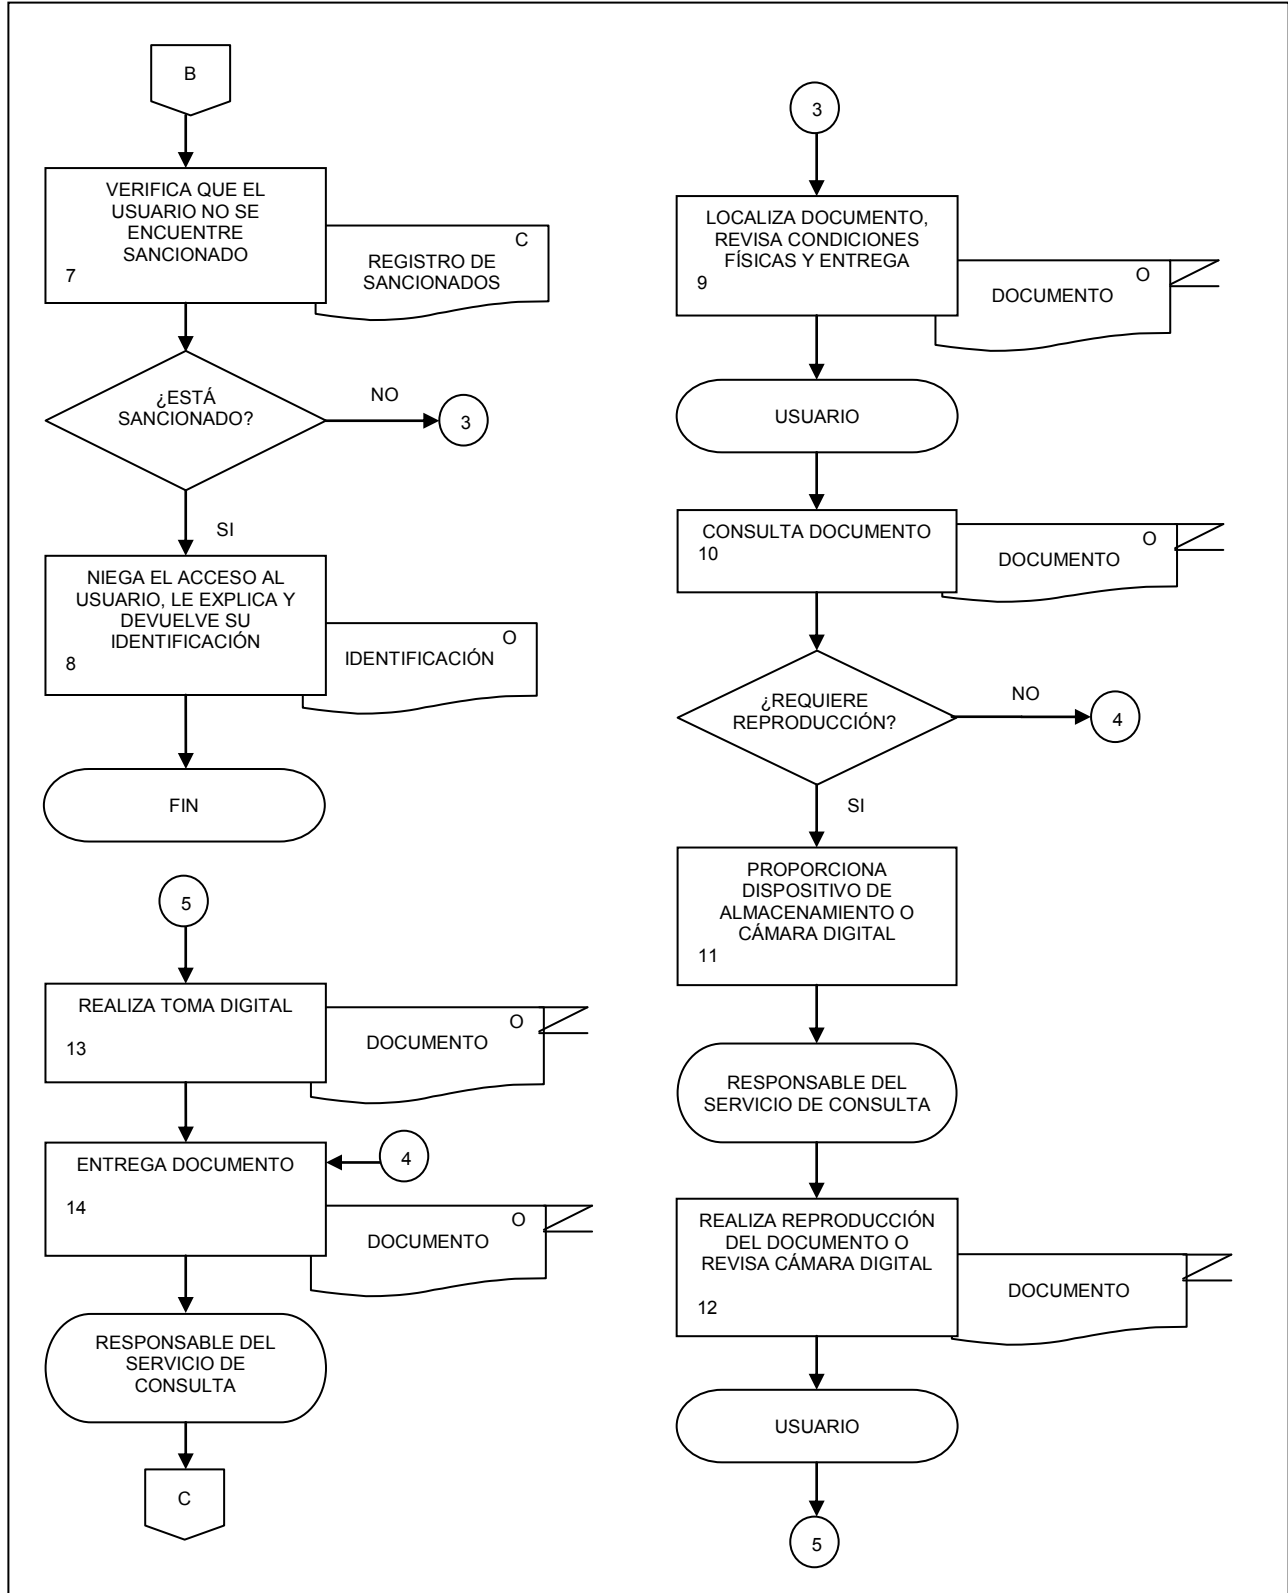 B
VERIFICA QUE EL
USUARIO NO SE
ENCUENTRE
SANCIONADO
7
C
REGISTRO DE
SANCIONADOS
¿ESTÁ
SANCIONADO?
NO
3
SI
NIEGA EL ACCESO AL
USUARIO, LE EXPLICA Y
DEVUELVE SU
IDENTIFICACIÓN
8
O
IDENTIFICACIÓN
FIN
5
REALIZA TOMA DIGITAL
13
O
DOCUMENTO
ENTREGA DOCUMENTO
14
4
O
DOCUMENTO
RESPONSABLE DEL
SERVICIO DE
CONSULTA
C
3
LOCALIZA DOCUMENTO,
REVISA CONDICIONES
FÍSICAS Y ENTREGA
9
O
DOCUMENTO
USUARIO
CONSULTA DOCUMENTO
10
O
DOCUMENTO
¿REQUIERE
REPRODUCCIÓN?
NO
4
SI
PROPORCIONA
DISPOSITIVO DE
ALMACENAMIENTO O
CÁMARA DIGITAL
11
RESPONSABLE DEL
SERVICIO DE CONSULTA
REALIZA REPRODUCCIÓN
DEL DOCUMENTO O
REVISA CÁMARA DIGITAL
12
DOCUMENTO
USUARIO
5